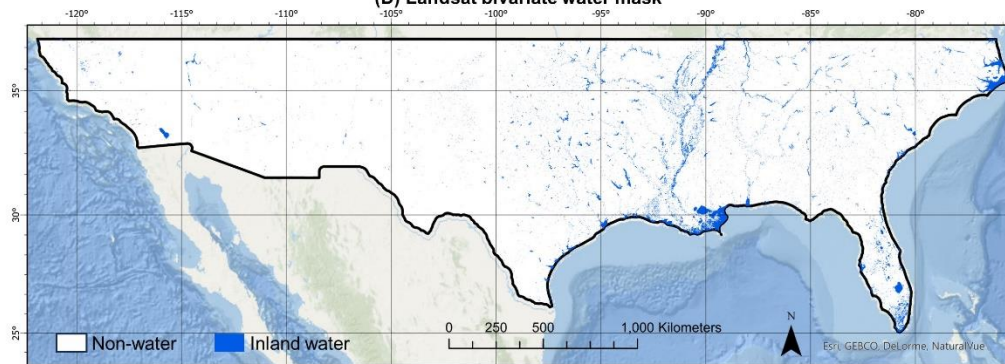 (D) Landsat bivariate water mask
-120° -115° -110° -105° -100° -95° -90° -85° -80°
35°
30°
25°
Non-water Inland water
0 250 500 1,000 Kilometers
N
Esri, GEBCO, DeLorme, NaturalVue